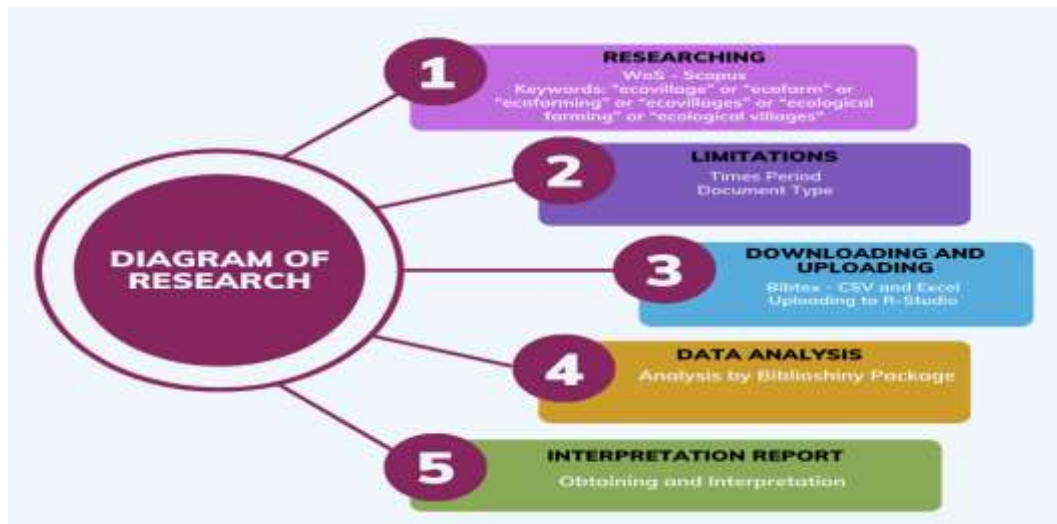 DIAGRAM OF
RESEARCH
1
RESEARCHING
WoS - Scopus
Keywords: "ecovillage" or "ecofarm" or
"ecofarming" or "ecovillages" or "ecological
farming" or "ecological villages"
2
LIMITATIONS
Times Period
Document Type
3
DOWNLOADING AND
UPLOADING
Bibtex - CSV and Excel
Uploading to R-Studio
4
DATA ANALYSIS
Analysis by Biblioshiny Package
5
INTERPRETATION REPORT
Obtaining and Interpretation